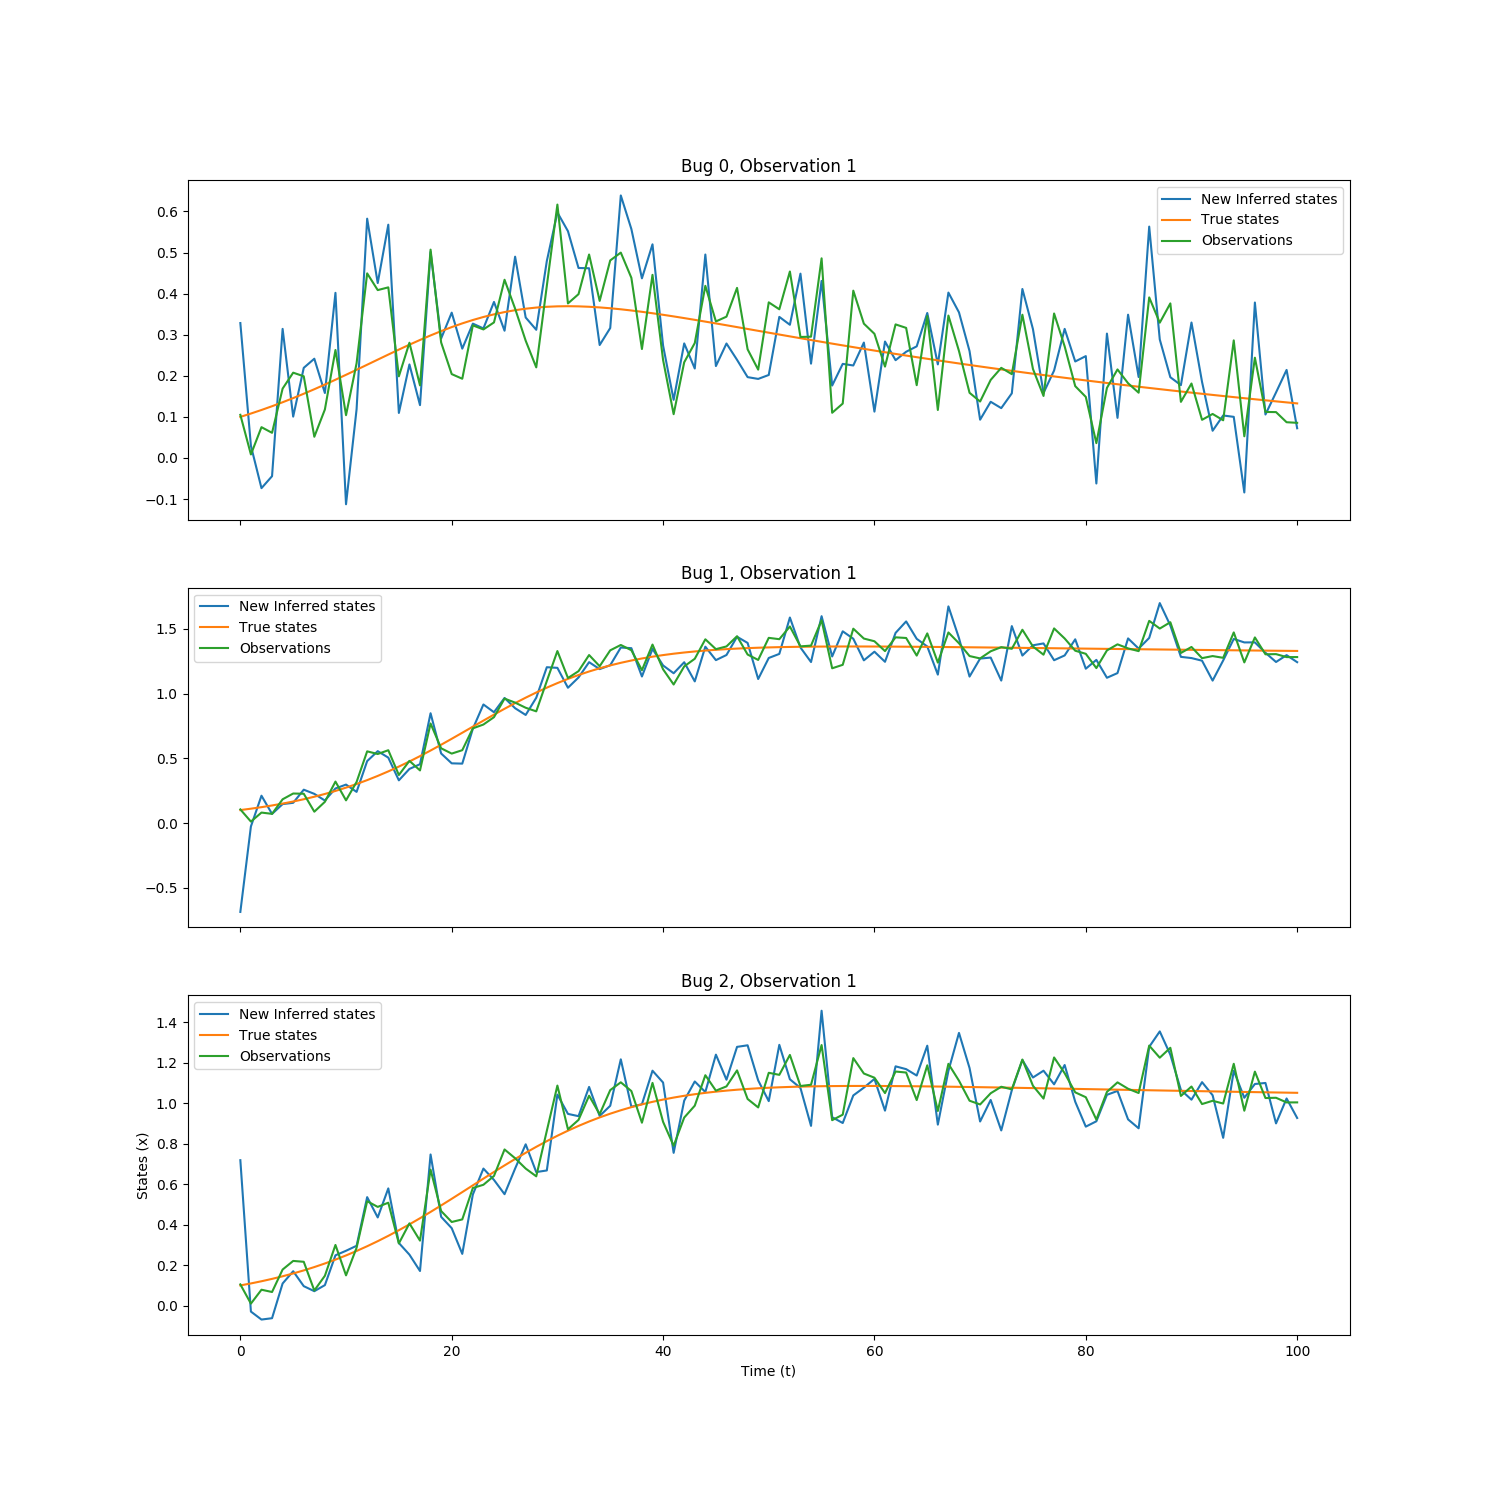 Bug 0, Observation 1
New Inferred states
True states
Observations
0.6
0.5
0.4
0.3
0.2
0.1
0.0
−0.1
Bug 1, Observation 1
New Inferred states
True states
Observations
1.5
1.0
0.5
0.0
−0.5
Bug 2, Observation 1
New Inferred states
True states
Observations
1.4
1.2
1.0
0.8
0.6
0.4
0.2
0.0
States (x)
0 20 40 60 80 100
Time (t)